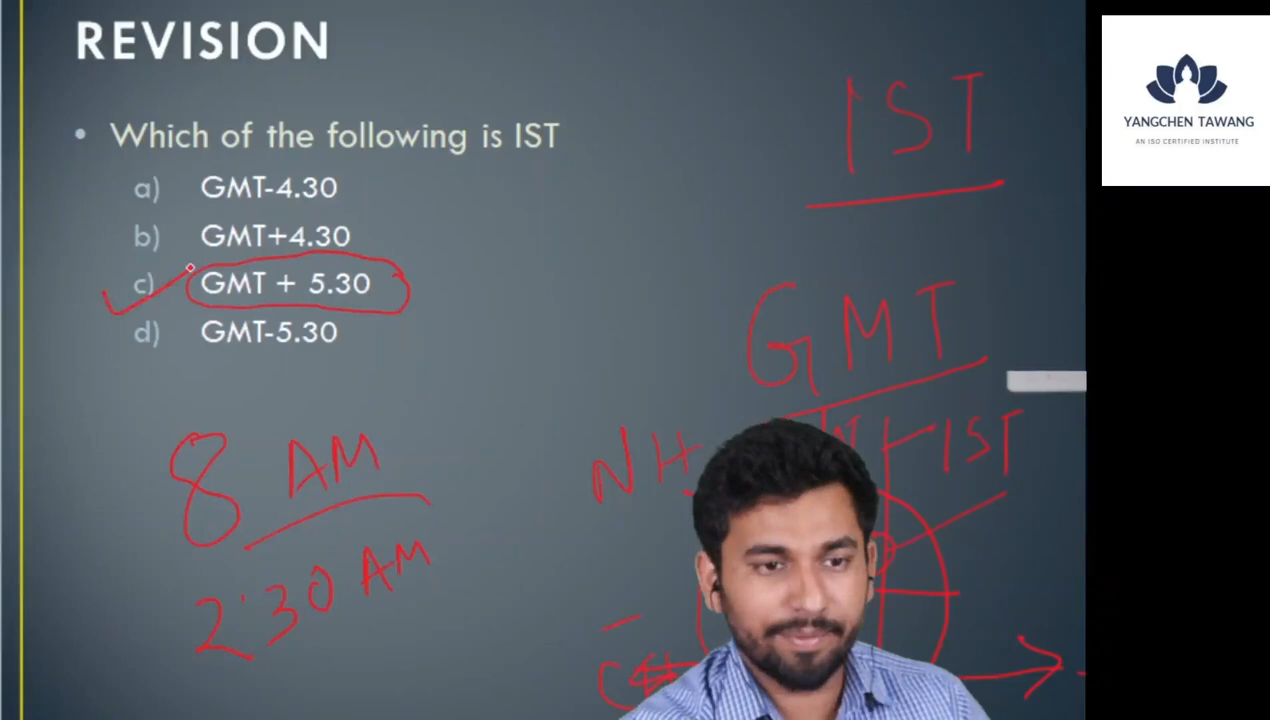 REVISION
• Which of the following is IST
a) GMT-4.30
b) GMT+4.30
c) GMT + 5.30
d) GMT-5.30
IST
GMT
NH
IST
8 AM
2:30 AM
YANGCHEN TAWANG
AN ISO CERTIFIED INSTITUTE